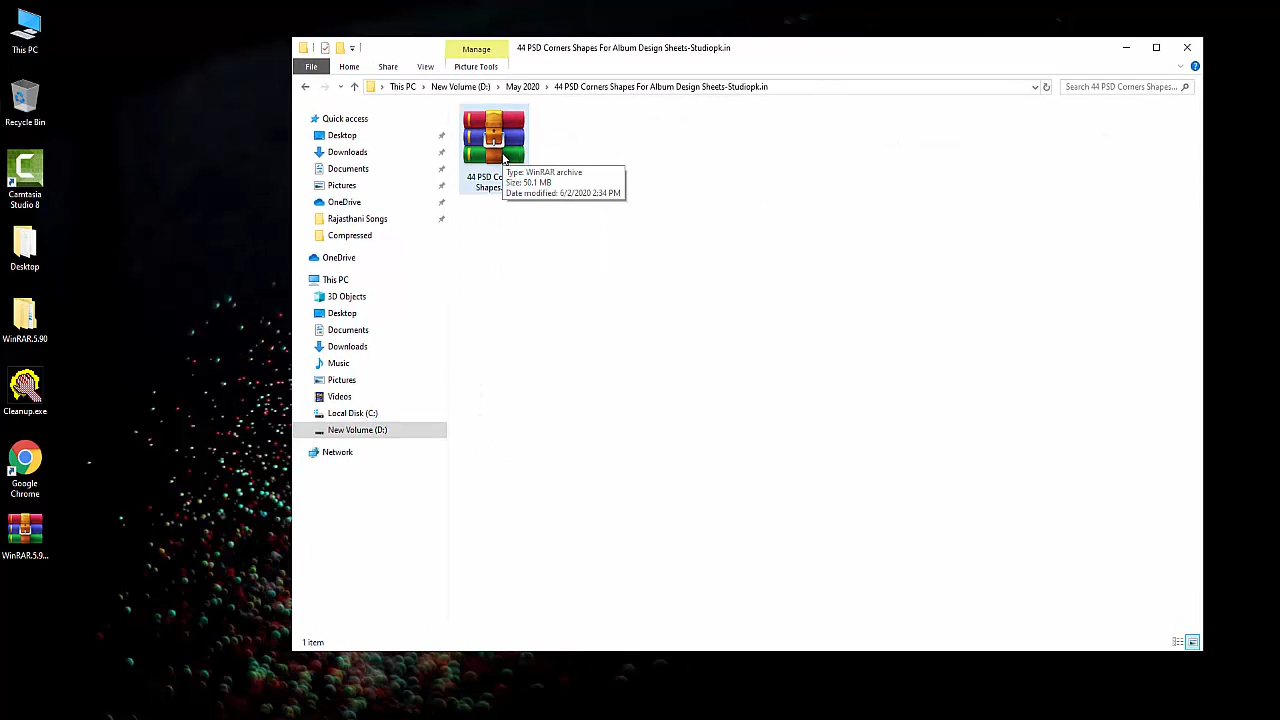 This PC
Recycle Bin
Camtasia
Studio 8
Desktop
WinRAR.5.90
Cleanup.exe
Google
Chrome
WinRAR.5.9...
Manage
44 PSD Corners Shapes For Album Design Sheets-Studiopk.in
File
Home
Share
View
Picture Tools
This PC
New Volume (D:)
May 2020
44 PSD Corners Shapes For Album Design Sheets-Studiopk.in
Search 44 PSD Corners Shapes...
Quick access
Desktop
Downloads
Documents
Pictures
OneDrive
Rajasthani Songs
Compressed
OneDrive
This PC
3D Objects
Desktop
Documents
Downloads
Music
Pictures
Videos
Local Disk (C:)
New Volume (D:)
Network
44 PSD Co
Shapes.
Type: WinRAR archive
Size: 50.1 MB
Date modified: 6/2/2020 2:34 PM
1 item